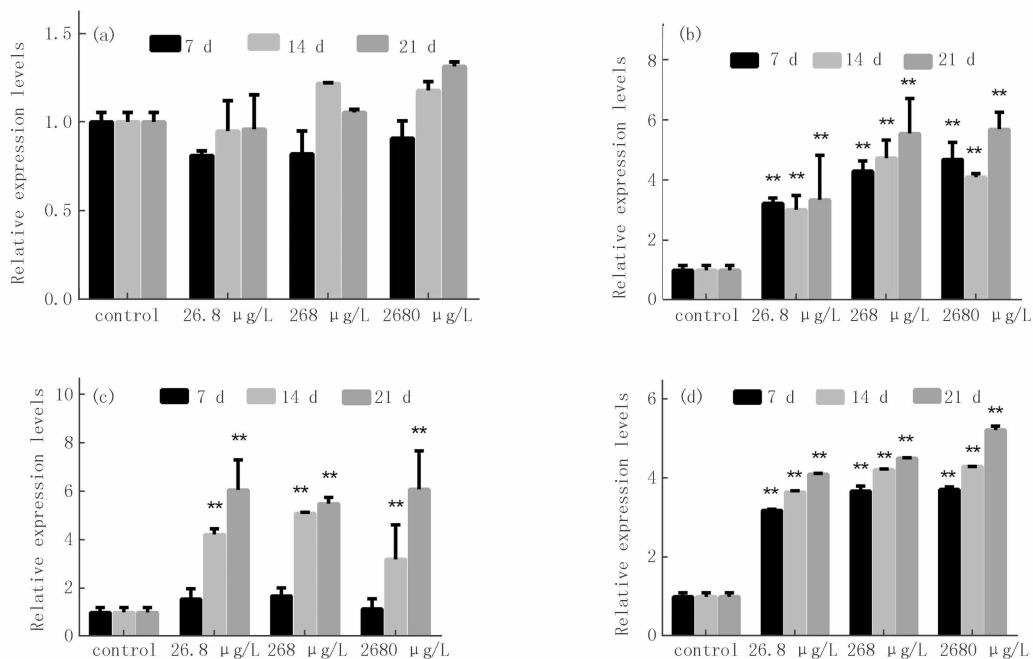 (a) 7 d 14 d 21 d
Relative expression levels
1.5
1.0
0.5
0.0
control 26.8 μg/L 268 μg/L 2680 μg/L
(b)
7 d 14 d 21 d
Relative expression levels
8
6
4
2
0
** ** ** ** ** ** ** ** **
control 26.8 μg/L 268 μg/L 2680 μg/L
(c) 7 d 14 d 21 d
Relative expression levels
10
8
6
4
2
0
** ** ** ** ** **
control 26.8 μg/L 268 μg/L 2680 μg/L
(d) 7 d 14 d 21 d
Relative expression levels
6
4
2
0
** ** ** ** ** ** ** ** **
control 26.8 μg/L 268 μg/L 2680 μg/L